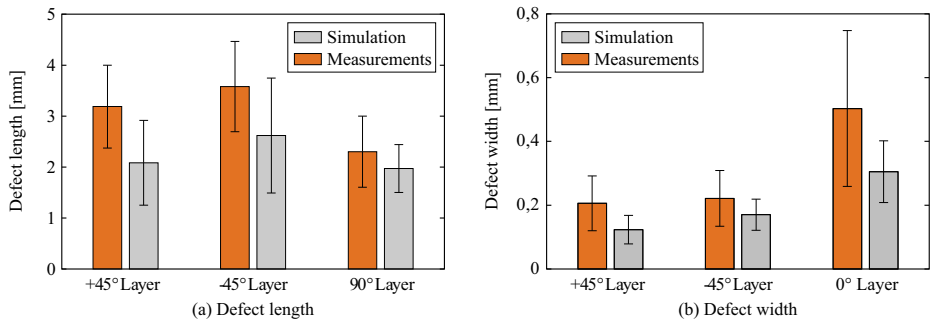 5
4
3
2
1
0
Defect length [mm]
Simulation
Measurements
+45° Layer
-45° Layer
90° Layer
(a) Defect length
0,8
0,6
0,4
0,2
0
Defect width [mm]
Simulation
Measurements
+45° Layer
-45° Layer
0° Layer
(b) Defect width